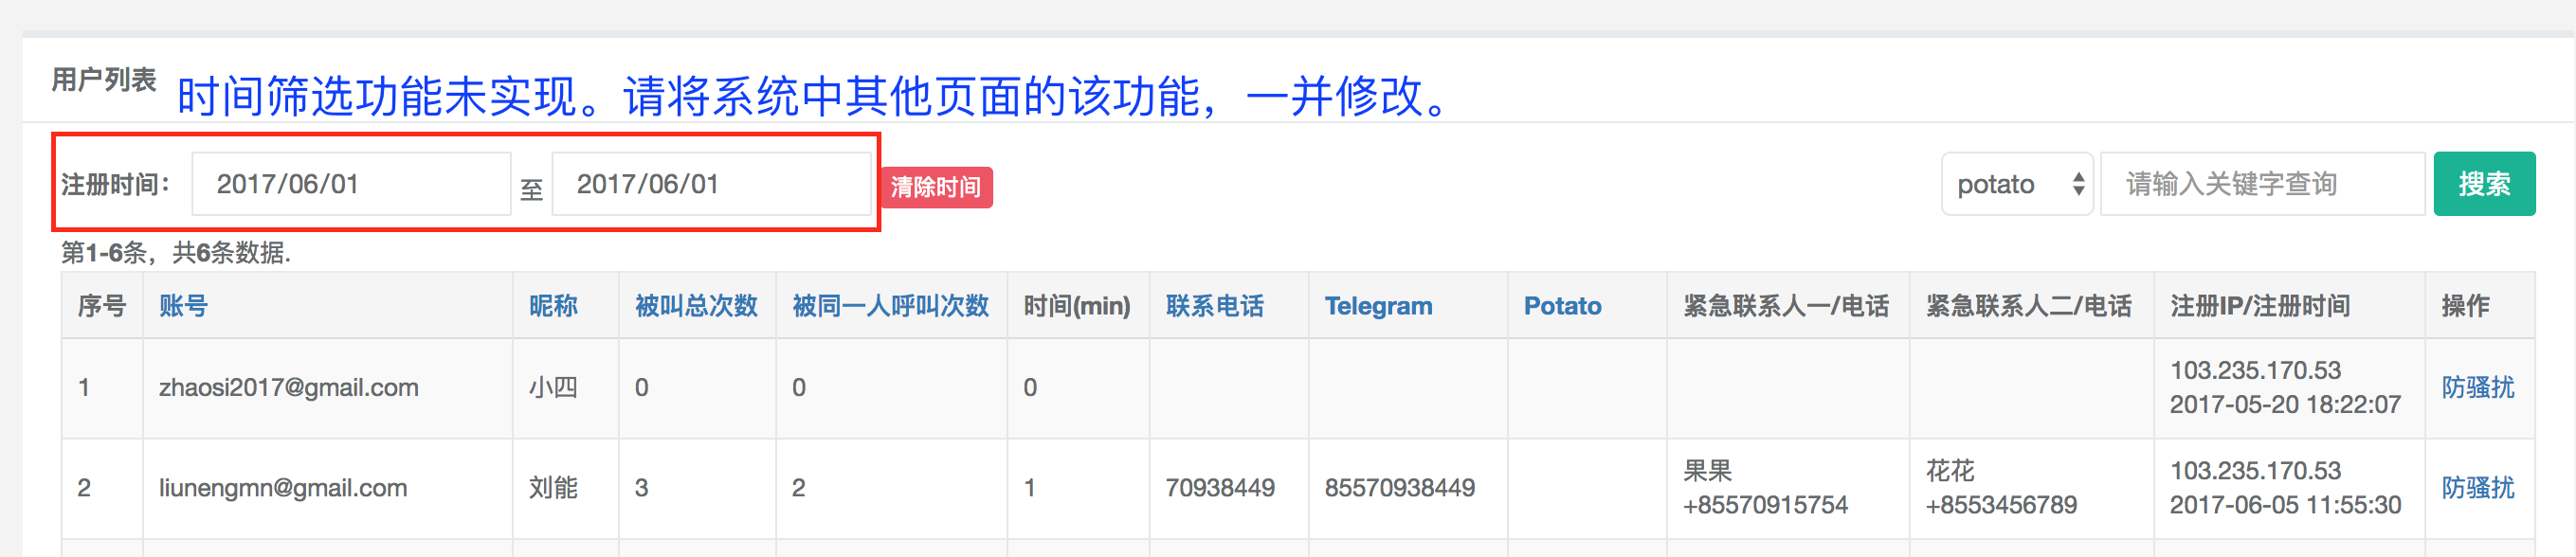 用户列表 时间筛选功能未实现。请将系统中其他页面的该功能，一并修改。
注册时间： 2017/06/01 至 2017/06/01 清除时间 potato 请输入关键字查询 搜索
第1-6条，共6条数据.
序号 账号 昵称 被叫总次数 被同一人呼叫次数 时间(min) 联系电话 Telegram Potato 紧急联系人一/电话 紧急联系人二/电话 注册IP/注册时间 操作
1 zhaosi2017@gmail.com 小四 0 0 0 103.235.170.53 防骚扰
2017-05-20 18:22:07
2 liunengmn@gmail.com 刘能 3 2 1 70938449 85570938449 果果 花花 103.235.170.53 防骚扰
+85570915754 +8553456789 2017-06-05 11:55:30